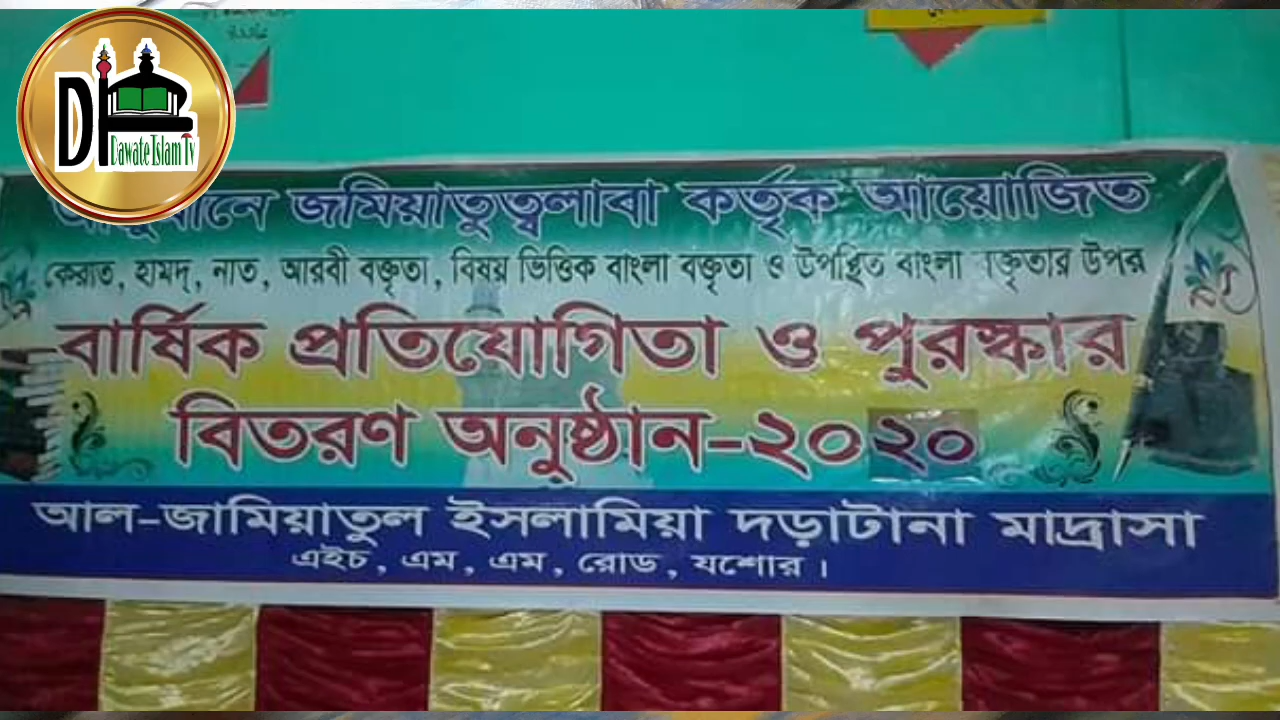 Dawate Islam Tv
জমিয়াতুত্বলাবা কর্তৃক আয়োজিত
কেরাত, হামদ্, নাত, আরবী বক্তৃতা, বিষয় ভিত্তিক বাংলা বক্তৃতা ও উপস্থিত বাংলা বক্তৃতার উপর
বার্ষিক প্রতিযোগিতা ও পুরস্কার
বিতরণ অনুষ্ঠান-২০২০
আল-জামিয়াতুল ইসলামিয়া দড়াটানা মাদ্রাসা
এইচ, এম, এম, রোড, যশোর।